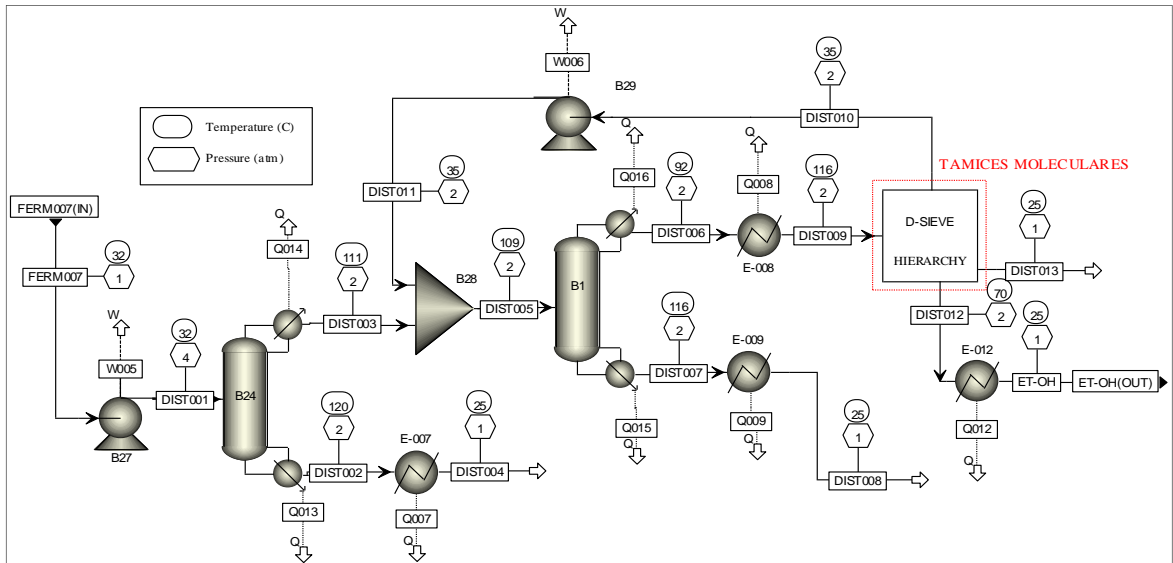 W
W006
B29
35
2
DIST010
Temperature (C)
Pressure (atm)
Q
Q016
92
2
DIST006
Q
Q008
E-008
116
2
DIST009
TAMICES MOLECULARES
D-SIEVE
HIERARCHY
25
1
DIST013
FERM007(IN)
FERM007
32
1
Q
Q014
35
2
DIST011
111
2
DIST003
B28
109
2
DIST005
B1
DIST012
70
2
W
W005
32
4
DIST001
B27
B24
116
2
DIST007
E-009
E-012
25
1
ET-OH
ET-OH(OUT)
120
2
DIST002
E-007
25
1
DIST004
Q015
Q
Q009
Q
25
1
DIST008
Q012
Q
Q013
Q
Q007
Q